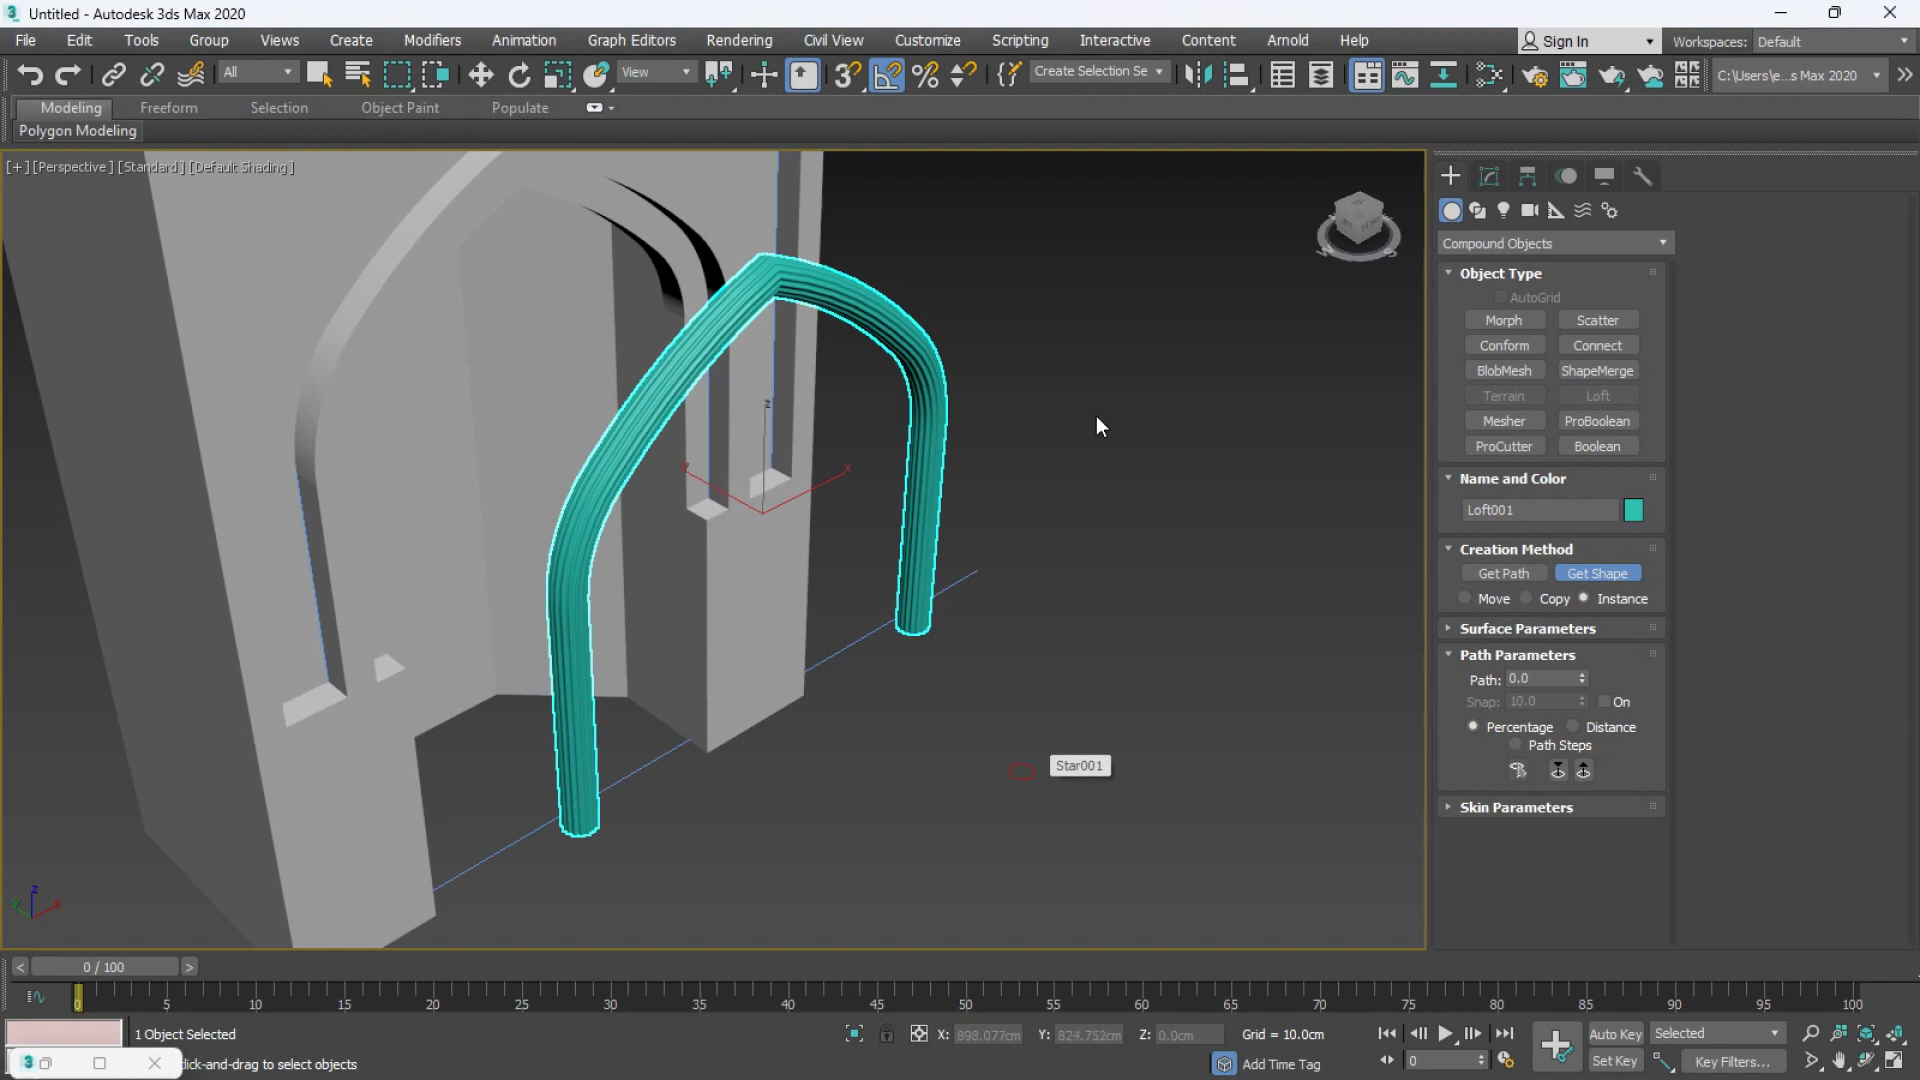 Untitled - Autodesk 3ds Max 2020
File Edit Tools Group Views Create Modifiers Animation Graph Editors Rendering Civil View Customize Scripting Interactive Content Arnold Help Sign In Workspaces: Default
All View Create Selection Se C:\Users\e...s Max 2020
Modeling Freeform Selection Object Paint Populate
Polygon Modeling
[+] [Perspective] [Standard] [Default Shading]
Compound Objects
Object Type
AutoGrid
Morph Scatter
Conform Connect
BlobMesh ShapeMerge
Terrain Loft
Mesher ProBoolean
ProCutter Boolean
Name and Color
Loft001
Creation Method
Get Path Get Shape
Move Copy Instance
Surface Parameters
Path Parameters
Path: 0.0
Snap: 10.0 On
Percentage Distance
Path Steps
Skin Parameters
z
y x
Star001
z
y x
< 0 / 100 >
0 5 10 15 20 25 30 35 40 45 50 55 60 65 70 75 80 85 90 95 100
1 Object Selected X: 898.077cm Y: 824.752cm Z: 0.0cm Grid = 10.0cm Auto Key Selected
lick-and-drag to select objects Add Time Tag 0 Set Key Key Filters...